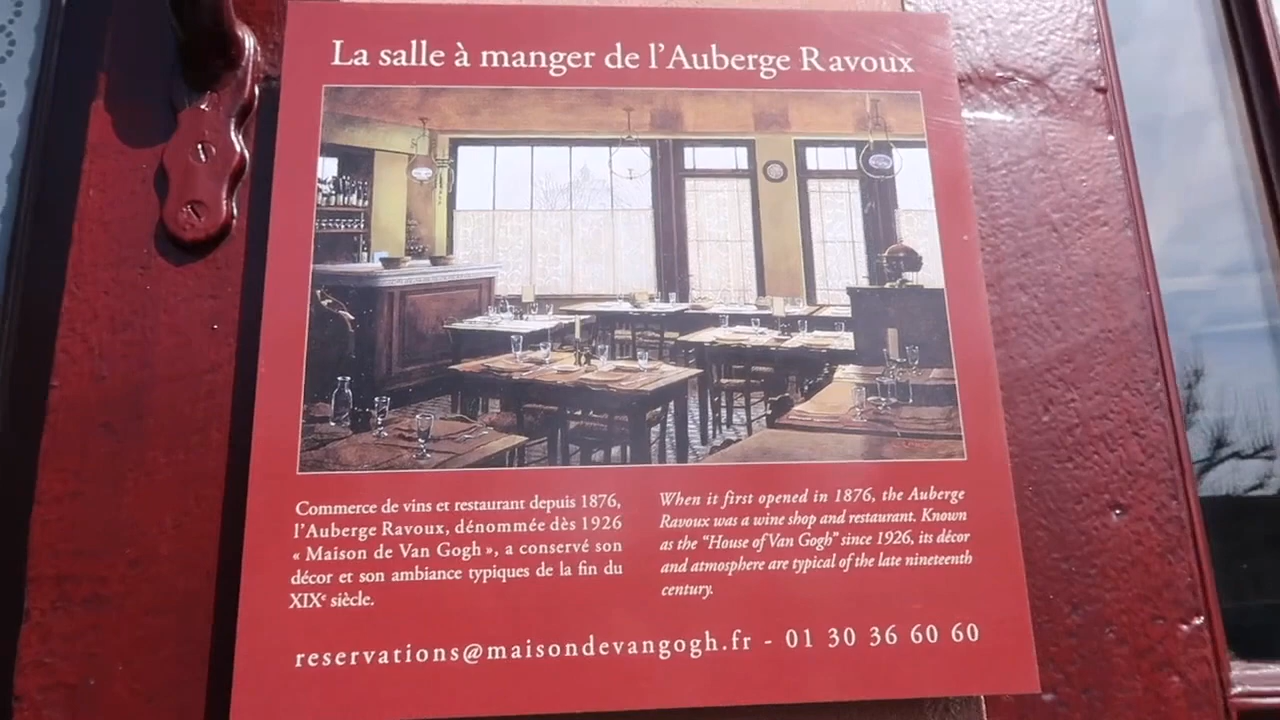 La salle à manger de l'Auberge Ravoux
Commerce de vins et restaurant depuis 1876,
l'Auberge Ravoux, dénommée dès 1926
« Maison de Van Gogh », a conservé son
décor et son ambiance typiques de la fin du
XIXe siècle.
When it first opened in 1876, the Auberge
Ravoux was a wine shop and restaurant. Known
as the “House of Van Gogh” since 1926, its décor
and atmosphere are typical of the late nineteenth
century.
reservations@maisondevangogh.fr - 01 30 36 60 60